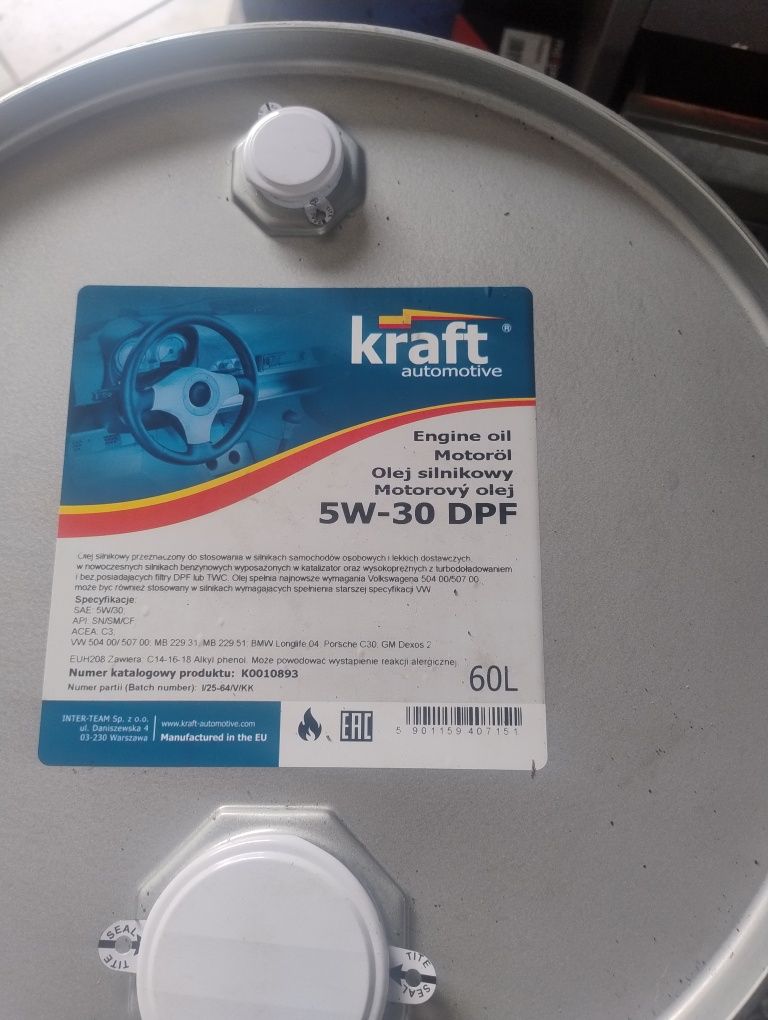 kraft ®
automotive
Engine oil
Motoröl
Olej silnikowy
Motorový olej
5W-30 DPF
Olej silnikowy przeznaczony do stosowania w silnikach samochodów osobowych i lekkich dostawczych.
w nowoczesnych silnikach benzynowych wyposażonych w katalizator oraz wysokoprężnych z turbodoładowaniem
i bez posiadających filtry DPF lub TWC. Olej spełnia najnowsze wymagania Volkswagena 504 00/507 00
może być również stosowany w silnikach wymagających spełnienia starszej specyfikacji VW
Specyfikacje:
SAE: 5W/30;
API: SN/SM/CF;
ACEA: C3;
VW 504 00/ 507 00; MB 229.31; MB 229.51; BMW Longlife 04; Porsche C30; GM Dexos 2
EUH208 Zawiera: C14-16-18 Alkyl phenol. Może powodować wystąpienie reakcji alergicznej.
Numer katalogowy produktu: K0010893
60L
Numer partii (Batch number): I/25-64/V/KK
INTER-TEAM Sp. z o.o.
ul. Daniszewska 4
03-230 Warszawa
www.kraft-automotive.com
Manufactured in the EU
EAC
5 901159 407151
SEAL
TITE
TITE
SEAL